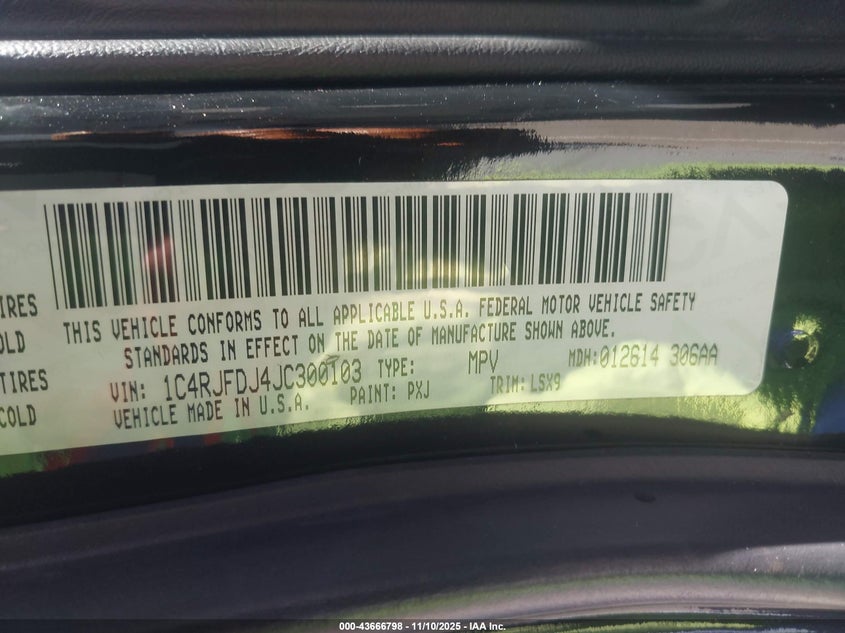 TIRES
COLD
TIRES
COLD
THIS VEHICLE CONFORMS TO ALL APPLICABLE U.S.A. FEDERAL MOTOR VEHICLE SAFETY
STANDARDS IN EFFECT ON THE DATE OF MANUFACTURE SHOWN ABOVE.
VIN: 1C4RJFDJ4JC300103 TYPE: MPV MDH:012614 306AA
VEHICLE MADE IN U.S.A. PAINT: PXJ TRIM: LSX9
000-43666798 - 11/10/2025 - © IAA Inc.